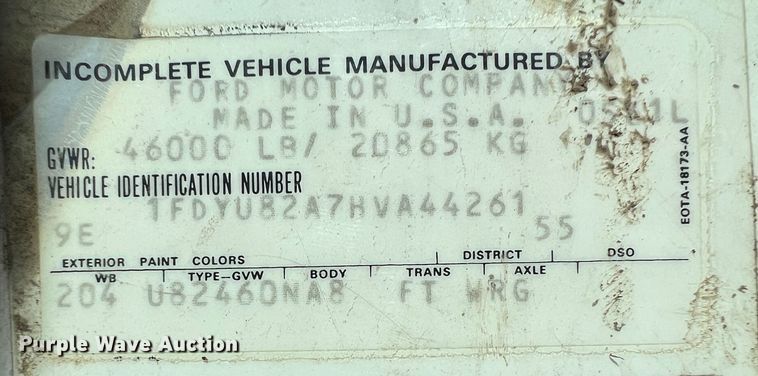 INCOMPLETE VEHICLE MANUFACTURED BY
FORD MOTOR COMPANY
MADE IN U.S.A.
GVWR: 46000 LB/ 20865 KG
VEHICLE IDENTIFICATION NUMBER
1FDYU82A7HVA44261
9E 55
EXTERIOR PAINT COLORS DISTRICT DSO
WB TYPE-GVW BODY TRANS AXLE
204 U82460NA8 FT WRG
EOTA-18173-AA
Purple Wave Auction